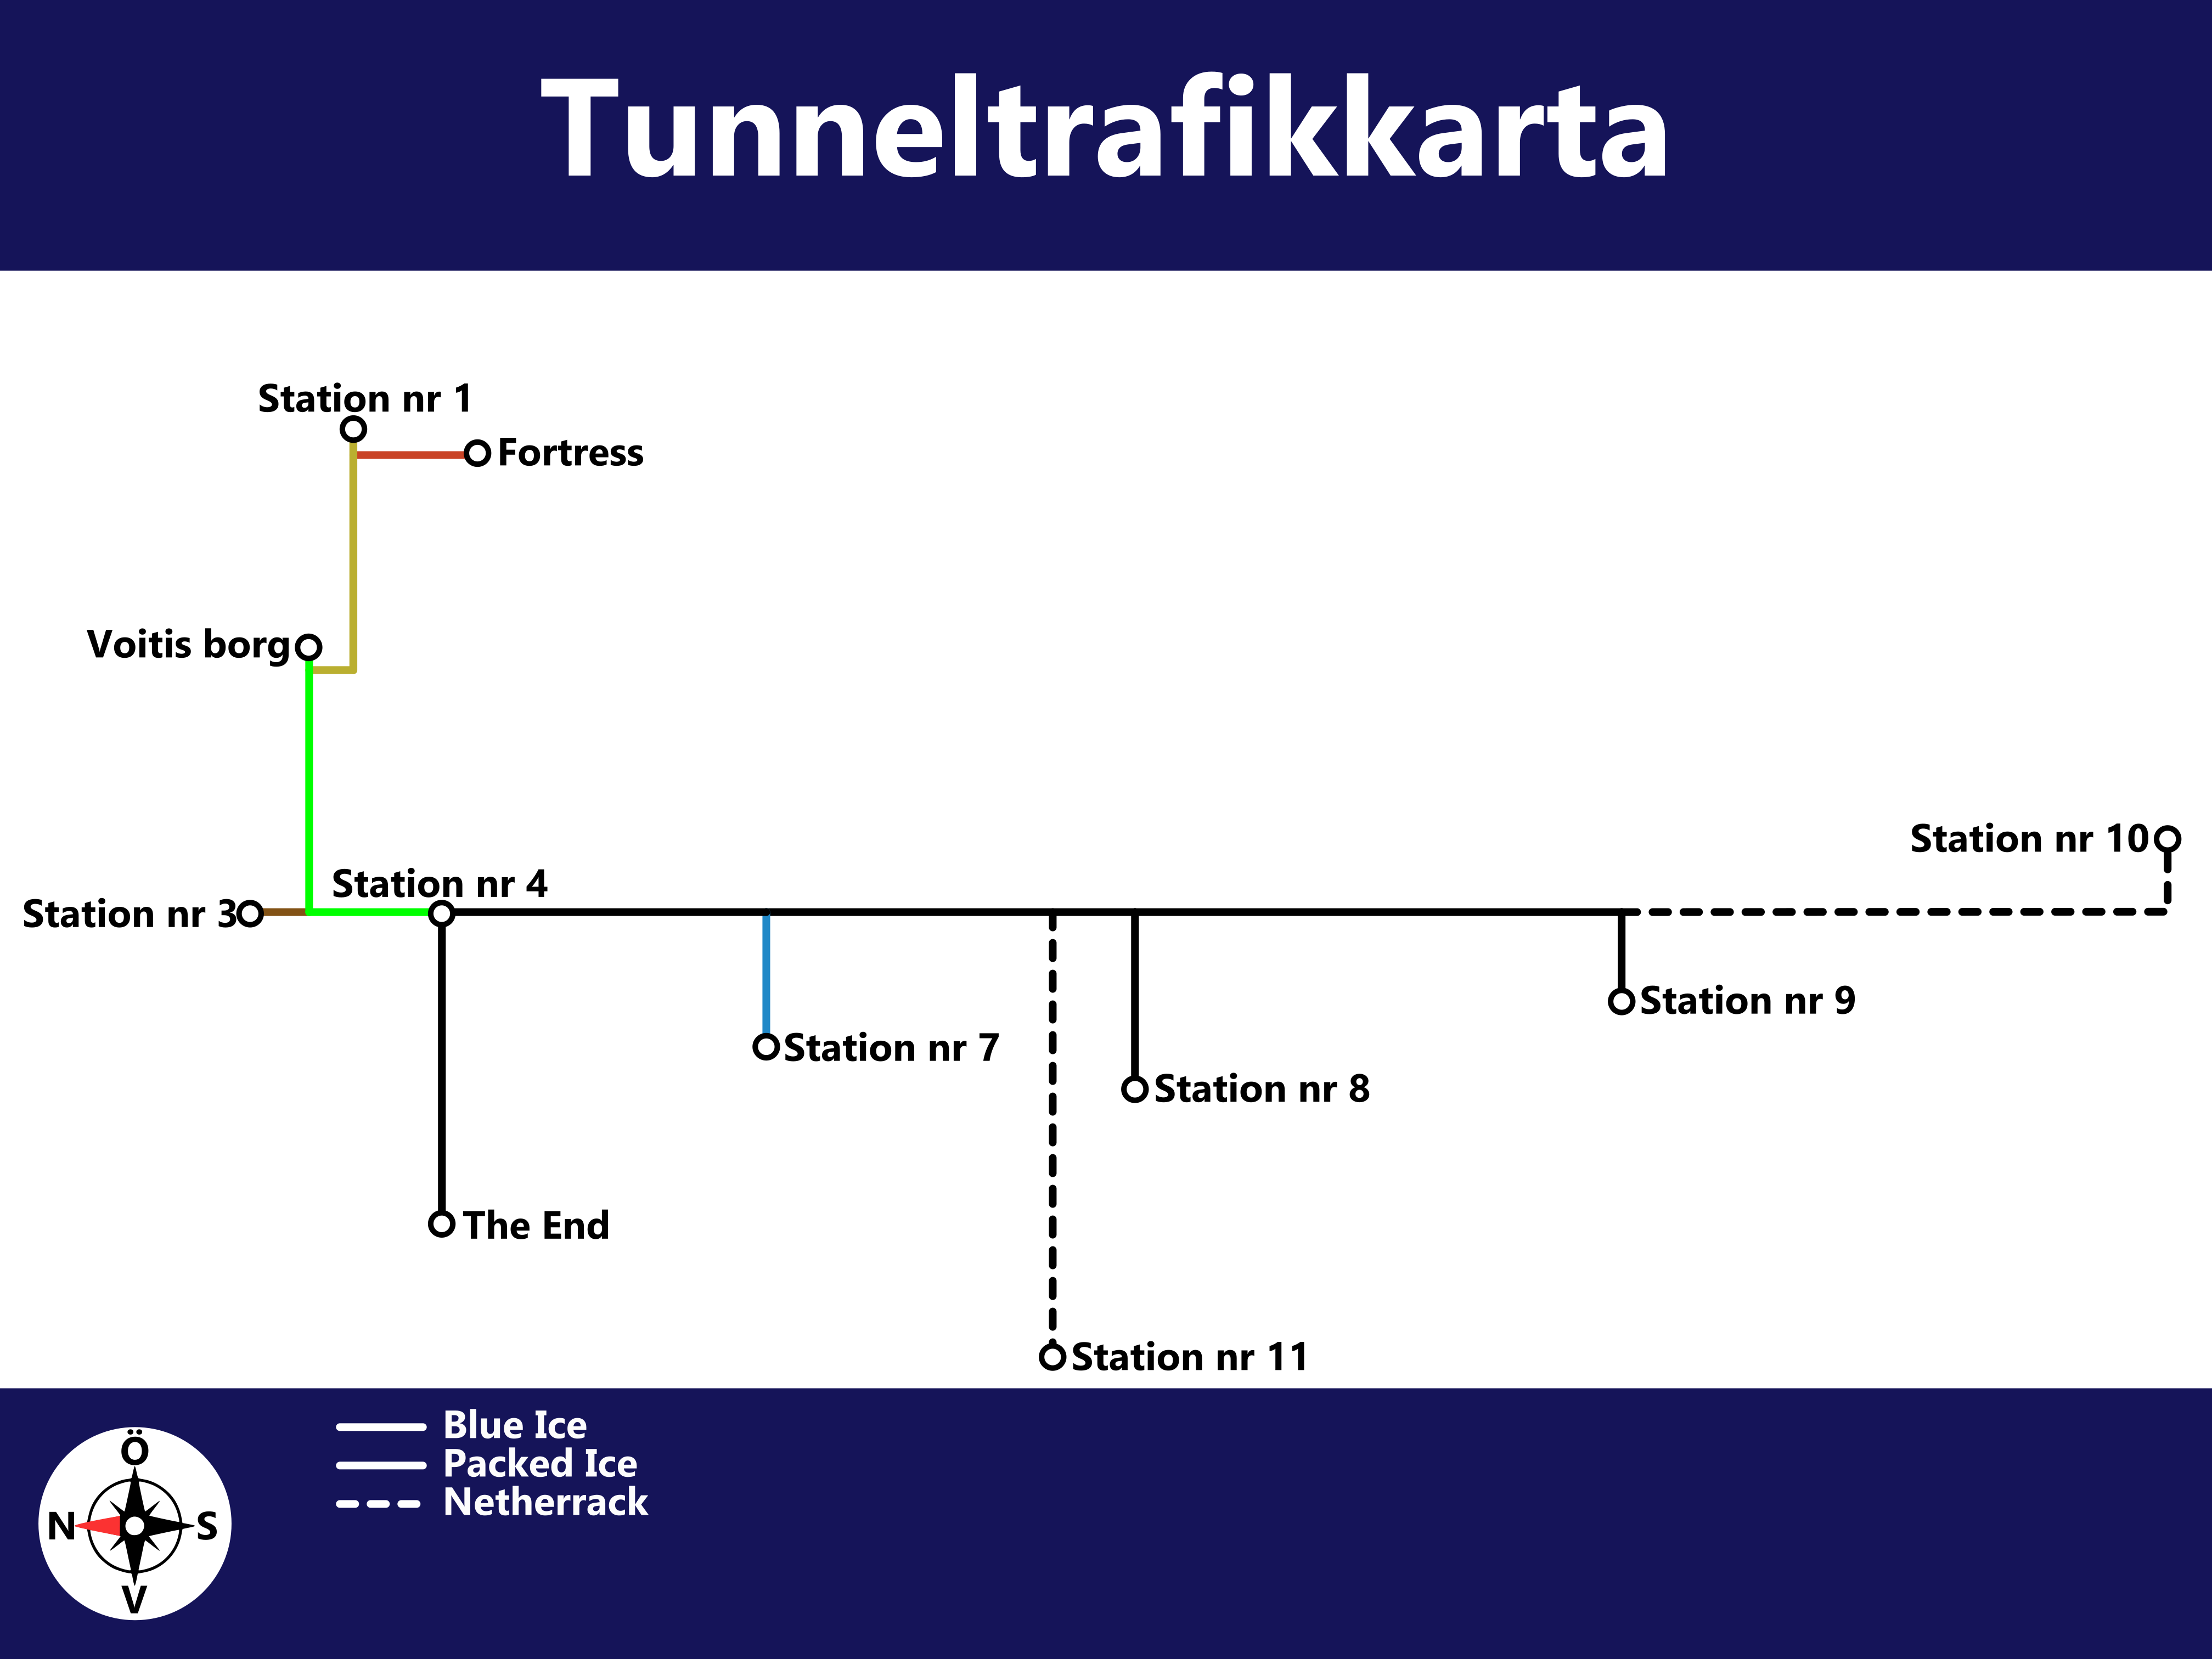 Tunneltrafikkarta
Station nr 1
Fortress
Voitis borg
Station nr 10
Station nr 4
Station nr 3
Station nr 9
Station nr 7
Station nr 8
The End
Station nr 11
Blue Ice
Packed Ice
Netherrack
Ö
N
S
V